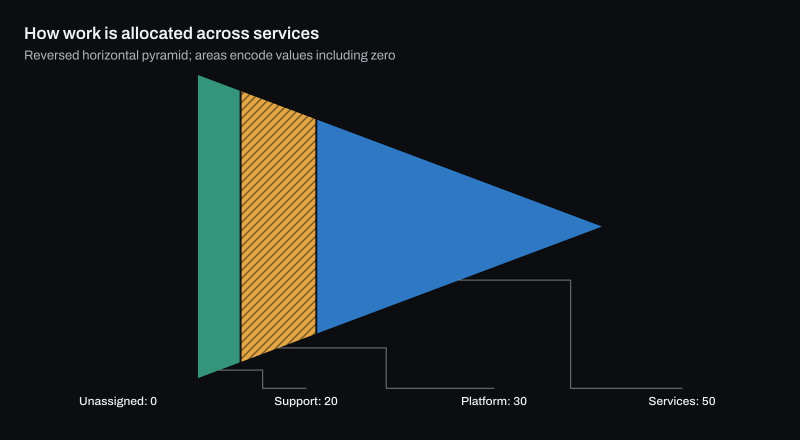 How work is allocated across services
Reversed horizontal pyramid; areas encode values including zero
Unassigned: 0
Support: 20
Platform: 30
Services: 50